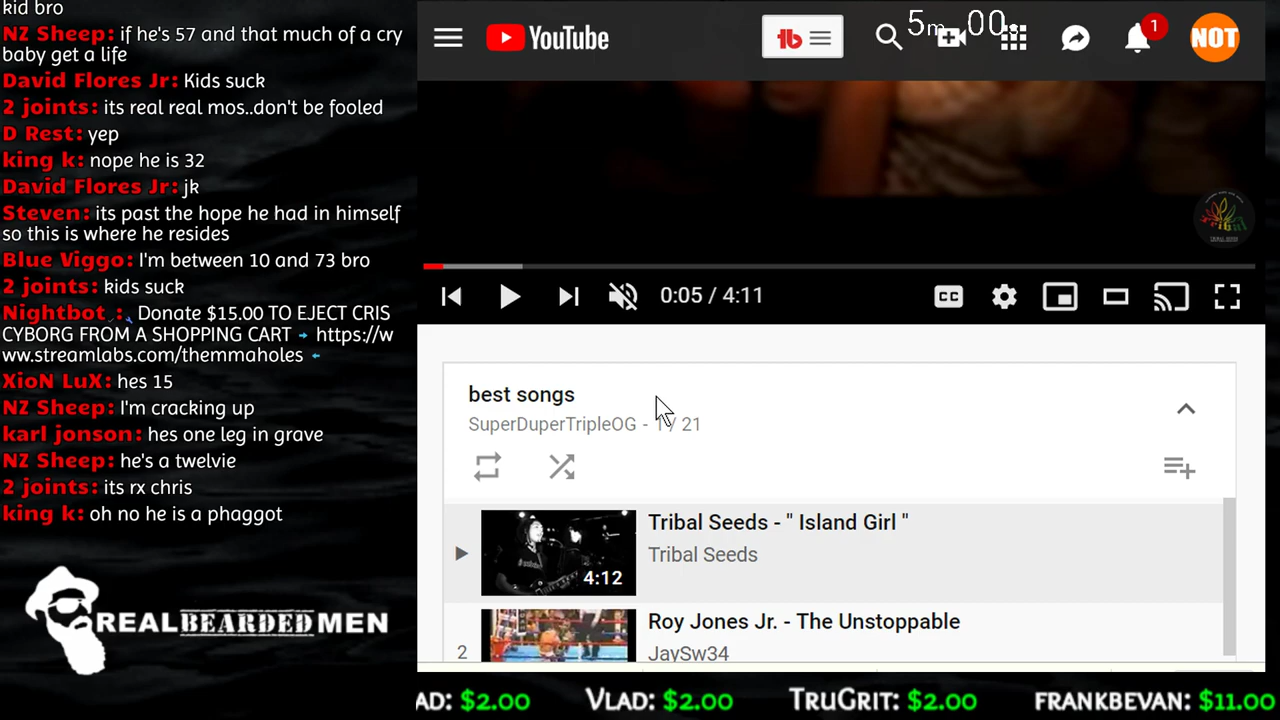 kid bro
NZ Sheep: if he's 57 and that much of a cry
baby get a life
David Flores Jr: Kids suck
2 joints: its real real mos..don't be fooled
D Rest: yep
king k: nope he is 32
David Flores Jr: jk
Steven: its past the hope he had in himself
so this is where he resides
Blue Viggo: I'm between 10 and 73 bro
2 joints: kids suck
Nightbot : Donate $15.00 TO EJECT CRIS
CYBORG FROM A SHOPPING CART https://w
ww.streamlabs.com/themmaholes
XioN LuX: hes 15
NZ Sheep: I'm cracking up
karl jonson: hes one leg in grave
NZ Sheep: he's a twelvie
2 joints: its rx chris
king k: oh no he is a phaggot
REAL BEARDED MEN
YouTube
tb
5m 00s
1
NOT
0:05 / 4:11
CC
best songs
SuperDuperTripleOG - 1 / 21
Tribal Seeds - " Island Girl "
Tribal Seeds
4:12
2
Roy Jones Jr. - The Unstoppable
JaySw34
AD: $2.00 VLAD: $2.00 TRUGRIT: $2.00 FRANKBEVAN: $11.00